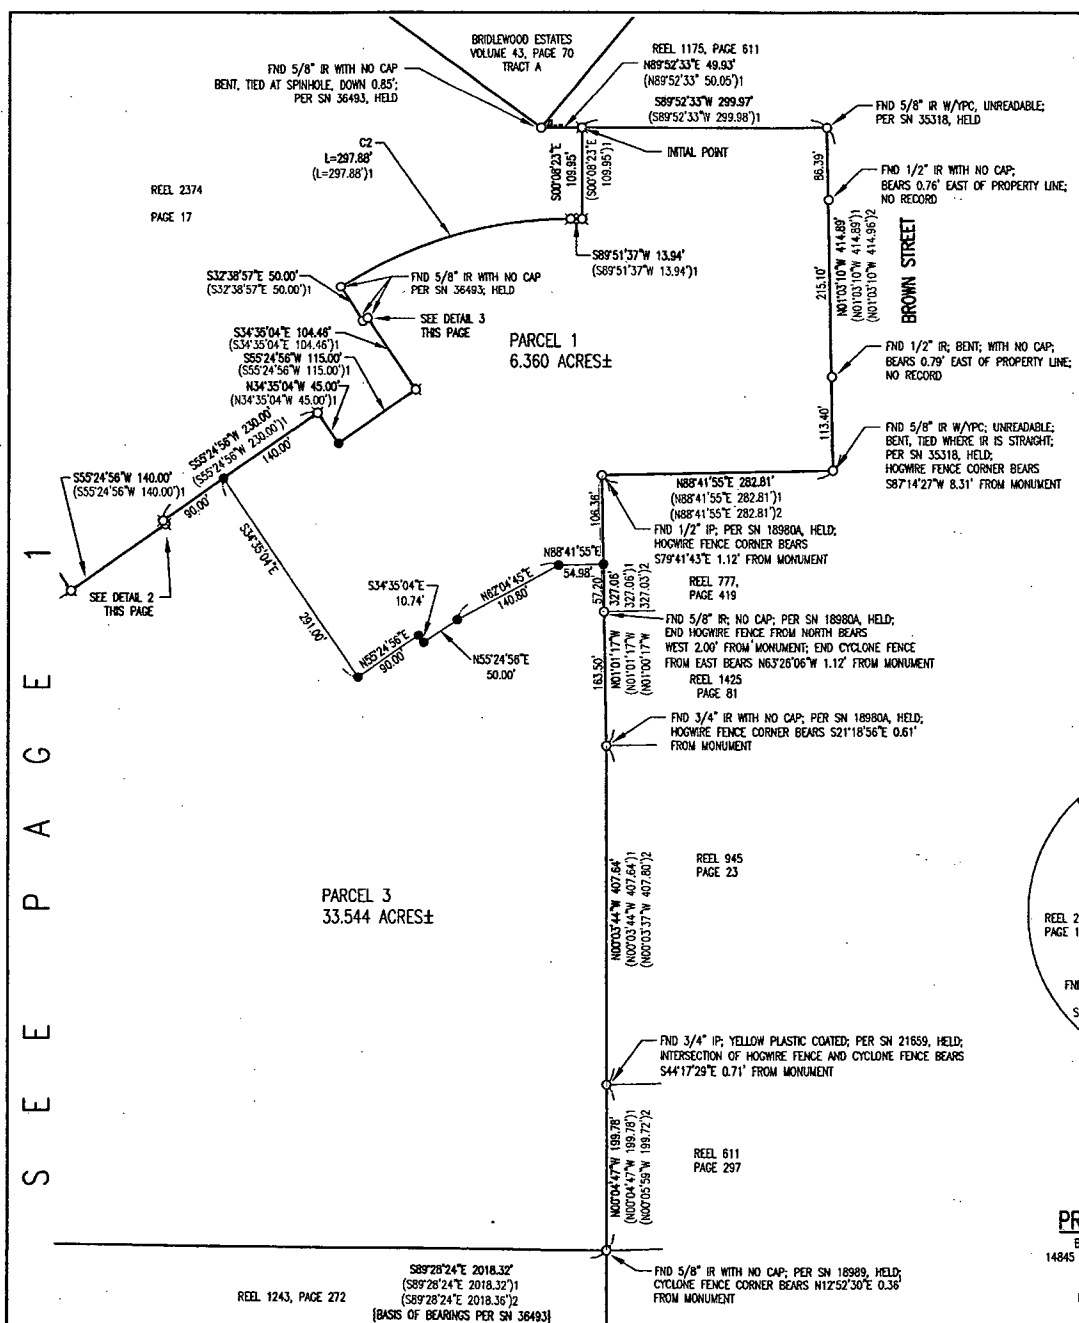 BRIDLEWOOD ESTATES
VOLUME 43, PAGE 70
TRACT A
REEL 1175, PAGE 611
N89°52'33"E 49.93'
(N89°52'33" 50.05')1
S89°52'33"W 299.97'
(S89°52'33"W 299.98')1
FND 5/8" IR WITH NO CAP
BENT, TIED AT SPINHOLE, DOWN 0.85';
PER SN 36493, HELD
FND 5/8" IR W/YPC, UNREADABLE;
PER SN 35318, HELD
INITIAL POINT
C2
L=297.88'
(L=297.88')1
S00°08'23"E
109.95'
(S00°08'23"E
109.95')1
86.39'
FND 1/2" IR WITH NO CAP;
BEARS 0.76' EAST OF PROPERTY LINE;
NO RECORD
REEL 2374
PAGE 17
S89°51'37"W 13.94'
(S89°51'37"W 13.94')1
215.10'
N01°03'10"W 414.89'
(N01°03'10"W 414.89')1
(N01°03'10"W 414.96')2
BROWN STREET
S32°38'57"E 50.00'
(S32°38'57"E 50.00')1
FND 5/8" IR WITH NO CAP
PER SN 36493; HELD
SEE DETAIL 3
THIS PAGE
PARCEL 1
6.360 ACRES±
S34°35'04"E 104.46'
(S34°35'04"E 104.46')1
S55°24'56"W 115.00'
(S55°24'56"W 115.00')1
N34°35'04"W 45.00'
(N34°35'04"W 45.00')1
FND 1/2" IR; BENT; WITH NO CAP;
BEARS 0.79' EAST OF PROPERTY LINE;
NO RECORD
113.40'
FND 5/8" IR W/YPC; UNREADABLE;
BENT, TIED WHERE IR IS STRAIGHT;
PER SN 35318, HELD;
HOGWIRE FENCE CORNER BEARS
S87°14'27"W 8.31' FROM MONUMENT
S55°24'56"W 230.00'
(S55°24'56"W 230.00')1
140.00'
S55°24'56"W 140.00'
(S55°24'56"W 140.00')1
90.00'
SEE DETAIL 2
THIS PAGE
N88°41'55"E 282.81'
(N88°41'55"E 282.81')1
(N88°41'55"E 282.81')2
106.36'
FND 1/2" IP; PER SN 18980A, HELD;
HOGWIRE FENCE CORNER BEARS
S79°41'43"E 1.12' FROM MONUMENT
S34°35'04"E
291.00'
N88°41'55"E
54.98'
S34°35'04"E
10.74'
N62°04'45"E
140.80'
57.20'
N01°01'17"W 327.06'
(N01°01'17"W 327.06')1
(N01°00'17"W 327.03')2
REEL 777,
PAGE 419
FND 5/8" IR; NO CAP; PER SN 18980A, HELD;
END HOGWIRE FENCE FROM NORTH BEARS
WEST 2.00' FROM MONUMENT; END CYCLONE FENCE
FROM EAST BEARS N63°26'06"W 1.12' FROM MONUMENT
N55°24'56"E
90.00'
N55°24'56"E
50.00'
163.50'
REEL 1425
PAGE 81
FND 3/4" IR WITH NO CAP; PER SN 18980A, HELD;
HOGWIRE FENCE CORNER BEARS S21°18'56"E 0.61'
FROM MONUMENT
SEE PAGE 1
PARCEL 3
33.544 ACRES±
N00°03'44"W 407.64'
(N00°03'44"W 407.64')1
(N00°03'37"W 407.80')2
REEL 945
PAGE 23
REEL 2
PAGE 1
FN
S
FND 3/4" IP; YELLOW PLASTIC COATED; PER SN 21659, HELD;
INTERSECTION OF HOGWIRE FENCE AND CYCLONE FENCE BEARS
S44°17'29"E 0.71' FROM MONUMENT
N00°04'47"W 199.78'
(N00°04'47"W 199.78')1
(N00°05'59"W 199.72')2
REEL 611
PAGE 297
PR
14845
S89°28'24"E 2018.32'
(S89°28'24"E 2018.32')1
(S89°28'24"E 2018.36')2
[BASIS OF BEARINGS PER SN 36493]
REEL 1243, PAGE 272
FND 5/8" IR WITH NO CAP; PER SN 18989, HELD;
CYCLONE FENCE CORNER BEARS N12°52'30"E 0.36'
FROM MONUMENT